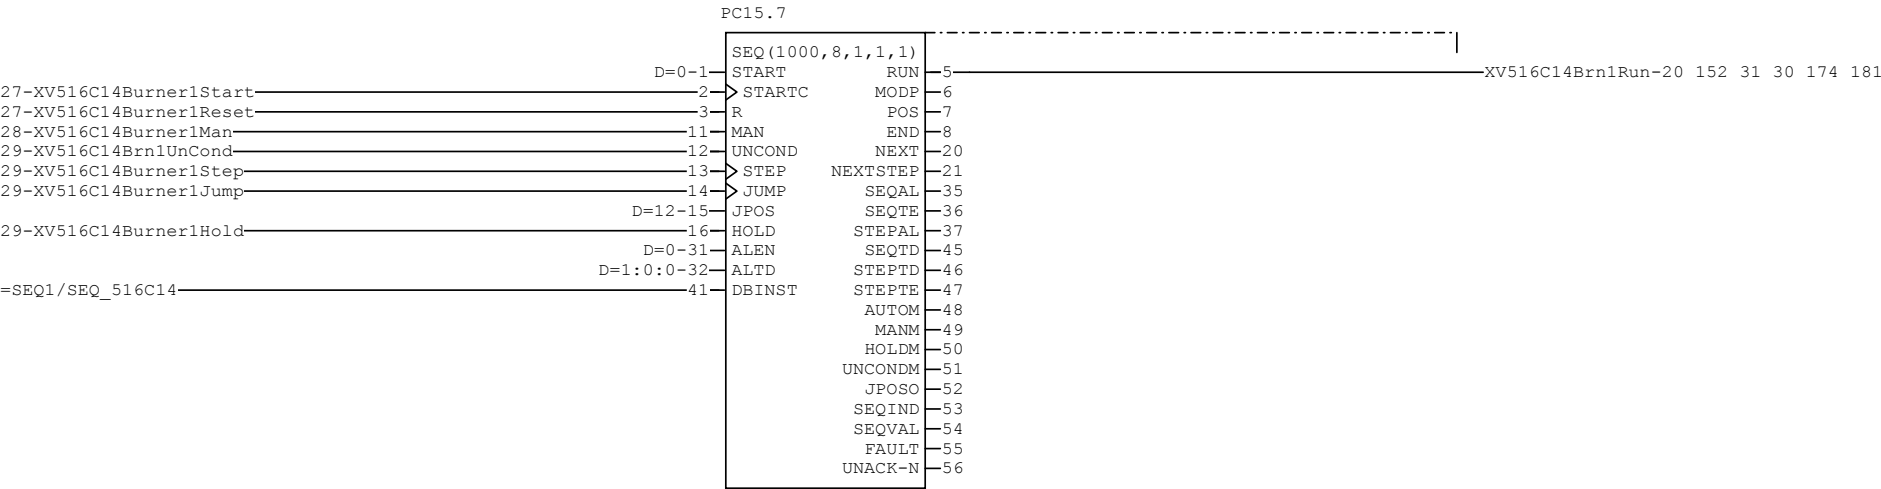 PC15.7
SEQ(1000,8,1,1,1)
D=0-1 START RUN 5 XV516C14Brn1Run-20 152 31 30 174 181
27-XV516C14Burner1Start 2 STARTC MODP 6
27-XV516C14Burner1Reset 3 R POS 7
28-XV516C14Burner1Man 11 MAN END 8
29-XV516C14Brn1UnCond 12 UNCOND NEXT 20
29-XV516C14Burner1Step 13 STEP NEXTSTEP 21
29-XV516C14Burner1Jump 14 JUMP SEQAL 35
D=12-15 JPOS SEQTE 36
29-XV516C14Burner1Hold 16 HOLD STEPAL 37
D=0-31 ALEN SEQTD 45
D=1:0:0-32 ALTD STEPTD 46
=SEQ1/SEQ_516C14 41 DBINST STEPTE 47
AUTOM 48
MANM 49
HOLDM 50
UNCONDM 51
JPOSO 52
SEQIND 53
SEQVAL 54
FAULT 55
UNACK-N 56